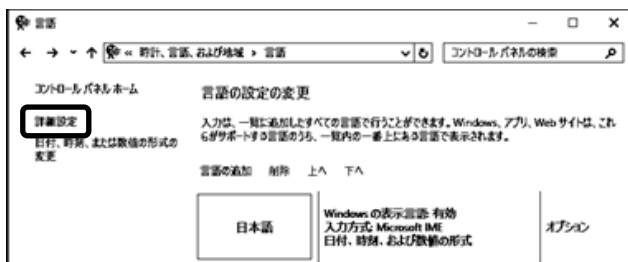 言語
« 時計、言語、および地域 › 言語
コントロール パネルの検索
コントロール パネル ホーム
詳細設定
日付、時刻、または数値の形式の
変更
言語の設定の変更
入力は、一覧に追加したすべての言語で行うことができます。Windows、アプリ、Web サイトは、これ
らがサポートする言語のうち、一覧内の一番上にある言語で表示されます。
言語の追加 削除 上へ 下へ
日本語
Windows の表示言語: 有効
入力方式: Microsoft IME
日付、時刻、および数値の形式
オプション